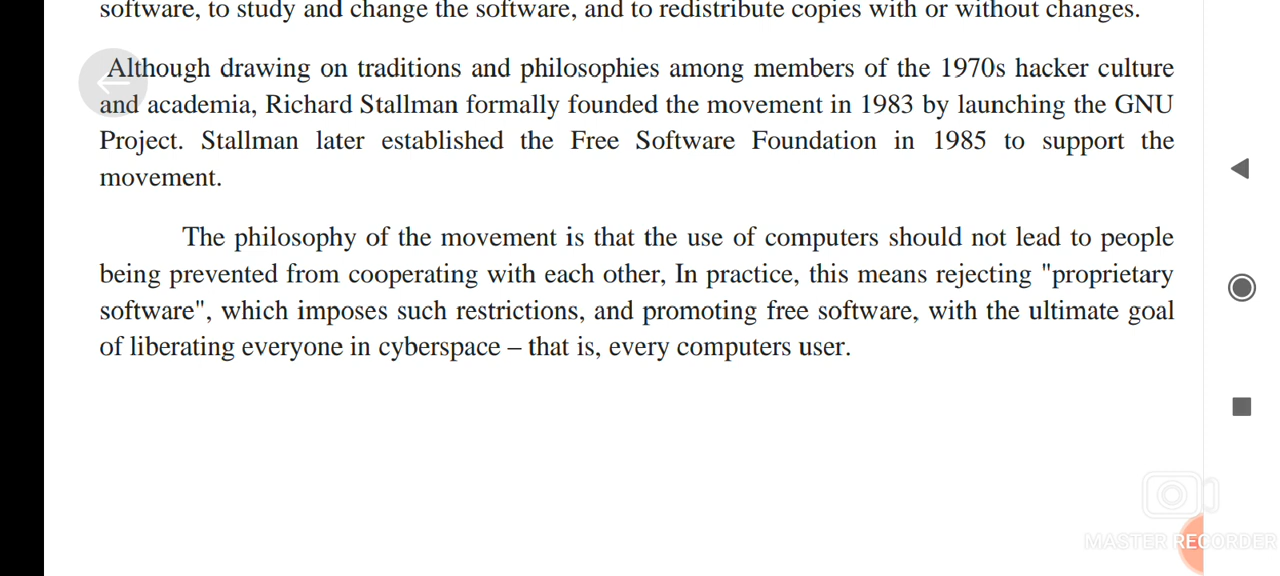 software, to study and change the software, and to redistribute copies with or without changes.
Although drawing on traditions and philosophies among members of the 1970s hacker culture
and academia, Richard Stallman formally founded the movement in 1983 by launching the GNU
Project. Stallman later established the Free Software Foundation in 1985 to support the
movement.
The philosophy of the movement is that the use of computers should not lead to people
being prevented from cooperating with each other, In practice, this means rejecting "proprietary
software", which imposes such restrictions, and promoting free software, with the ultimate goal
of liberating everyone in cyberspace – that is, every computers user.
MASTER RECORDER